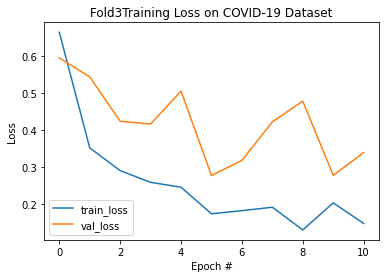 Fold3Training Loss on COVID-19 Dataset
Loss
0.6
0.5
0.4
0.3
0.2
train_loss
val_loss
0 2 4 6 8 10
Epoch #